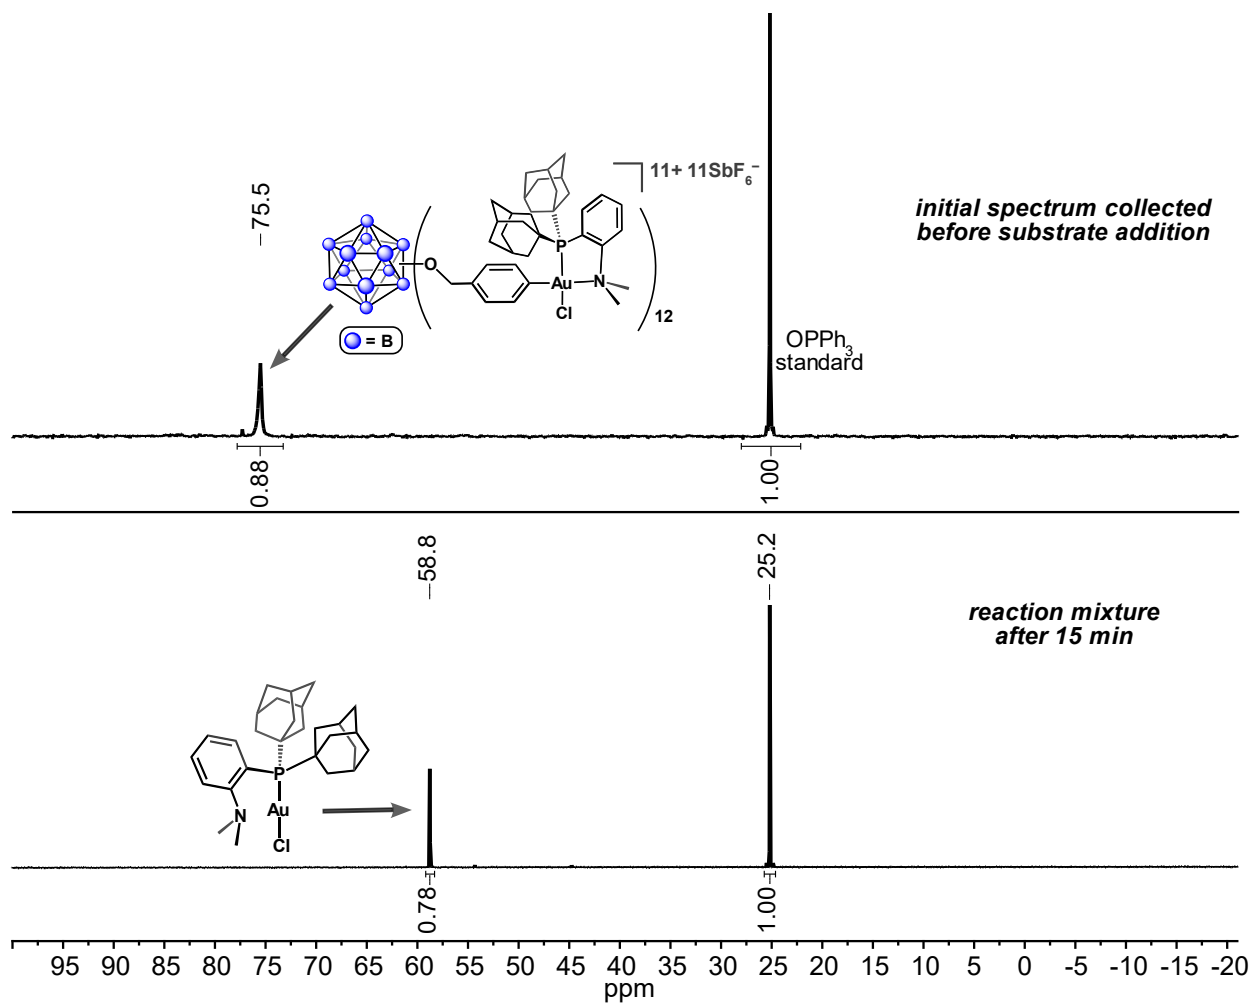 11+ 11SbF6–
–75.5
initial spectrum collected
before substrate addition
P
O
Au
N
Cl
12
= B
OPPh3
standard
0.88
1.00
–58.8
–25.2
reaction mixture
after 15 min
P
Au
N
Cl
0.78
1.00
95 90 85 80 75 70 65 60 55 50 45 40 35 30 25 20 15 10 5 0 -5 -10 -15 -20
ppm